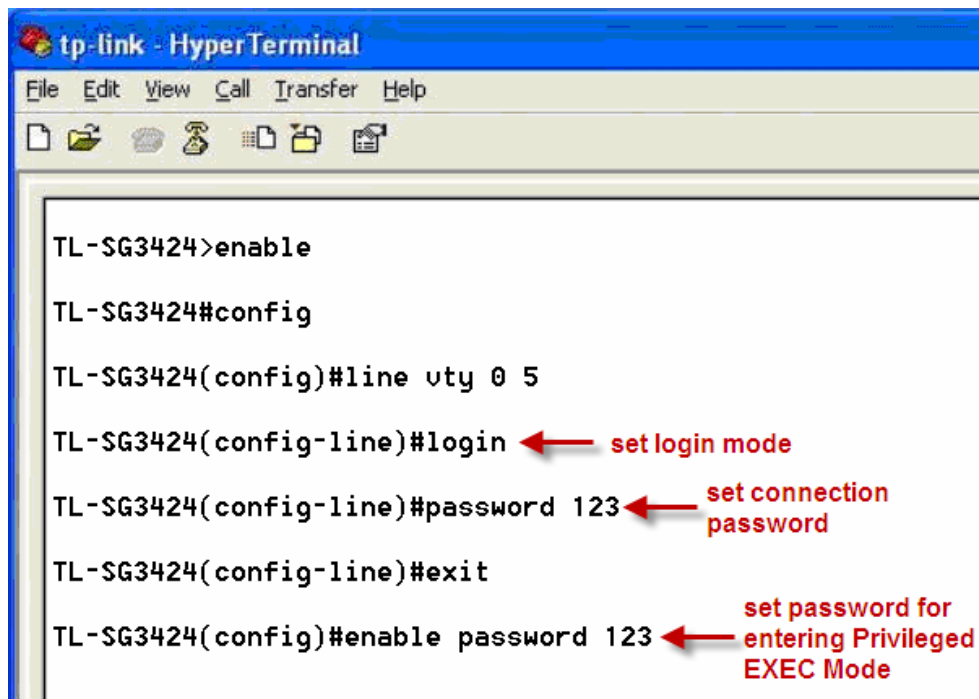 tp-link - HyperTerminal
File Edit View Call Transfer Help
TL-SG3424>enable
TL-SG3424#config
TL-SG3424(config)#line vty 0 5
TL-SG3424(config-line)#login
set login mode
TL-SG3424(config-line)#password 123
set connection
password
TL-SG3424(config-line)#exit
TL-SG3424(config)#enable password 123
set password for
entering Privileged
EXEC Mode